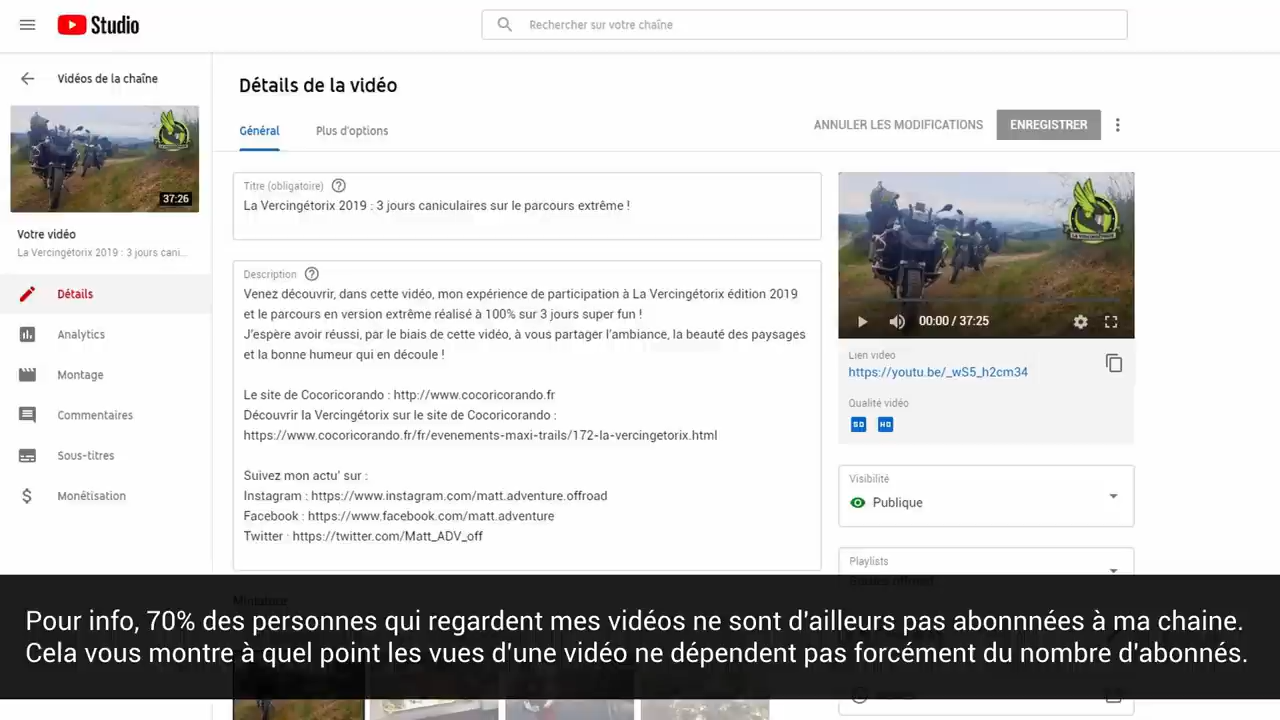 Studio
Rechercher sur votre chaîne
Vidéos de la chaîne
37:26
Votre vidéo
La Vercingétorix 2019 : 3 jours cani...
Détails
Analytics
Montage
Commentaires
Sous-titres
Monétisation
Détails de la vidéo
Général
Plus d'options
ANNULER LES MODIFICATIONS
ENREGISTRER
Titre (obligatoire)
La Vercingétorix 2019 : 3 jours caniculaires sur le parcours extrême !
Description
Venez découvrir, dans cette vidéo, mon expérience de participation à La Vercingétorix édition 2019
et le parcours en version extrême réalisé à 100% sur 3 jours super fun !
J'espère avoir réussi, par le biais de cette vidéo, à vous partager l'ambiance, la beauté des paysages
et la bonne humeur qui en découle !
Le site de Cocoricorando : http://www.cocoricorando.fr
Découvrir la Vercingétorix sur le site de Cocoricorando :
https://www.cocoricorando.fr/fr/evenements-maxi-trails/172-la-vercingetorix.html
Suivez mon actu' sur :
Instagram : https://www.instagram.com/matt.adventure.offroad
Facebook : https://www.facebook.com/matt.adventure
Twitter : https://twitter.com/Matt_ADV_off
LA VERCINGÉTORIX
00:00 / 37:25
Lien vidéo
https://youtu.be/_wS5_h2cm34
Qualité vidéo
SD
HD
Visibilité
Publique
Playlists
Miniature
Pour info, 70% des personnes qui regardent mes vidéos ne sont d'ailleurs pas abonnnées à ma chaine.
Cela vous montre à quel point les vues d'une vidéo ne dépendent pas forcément du nombre d'abonnés.